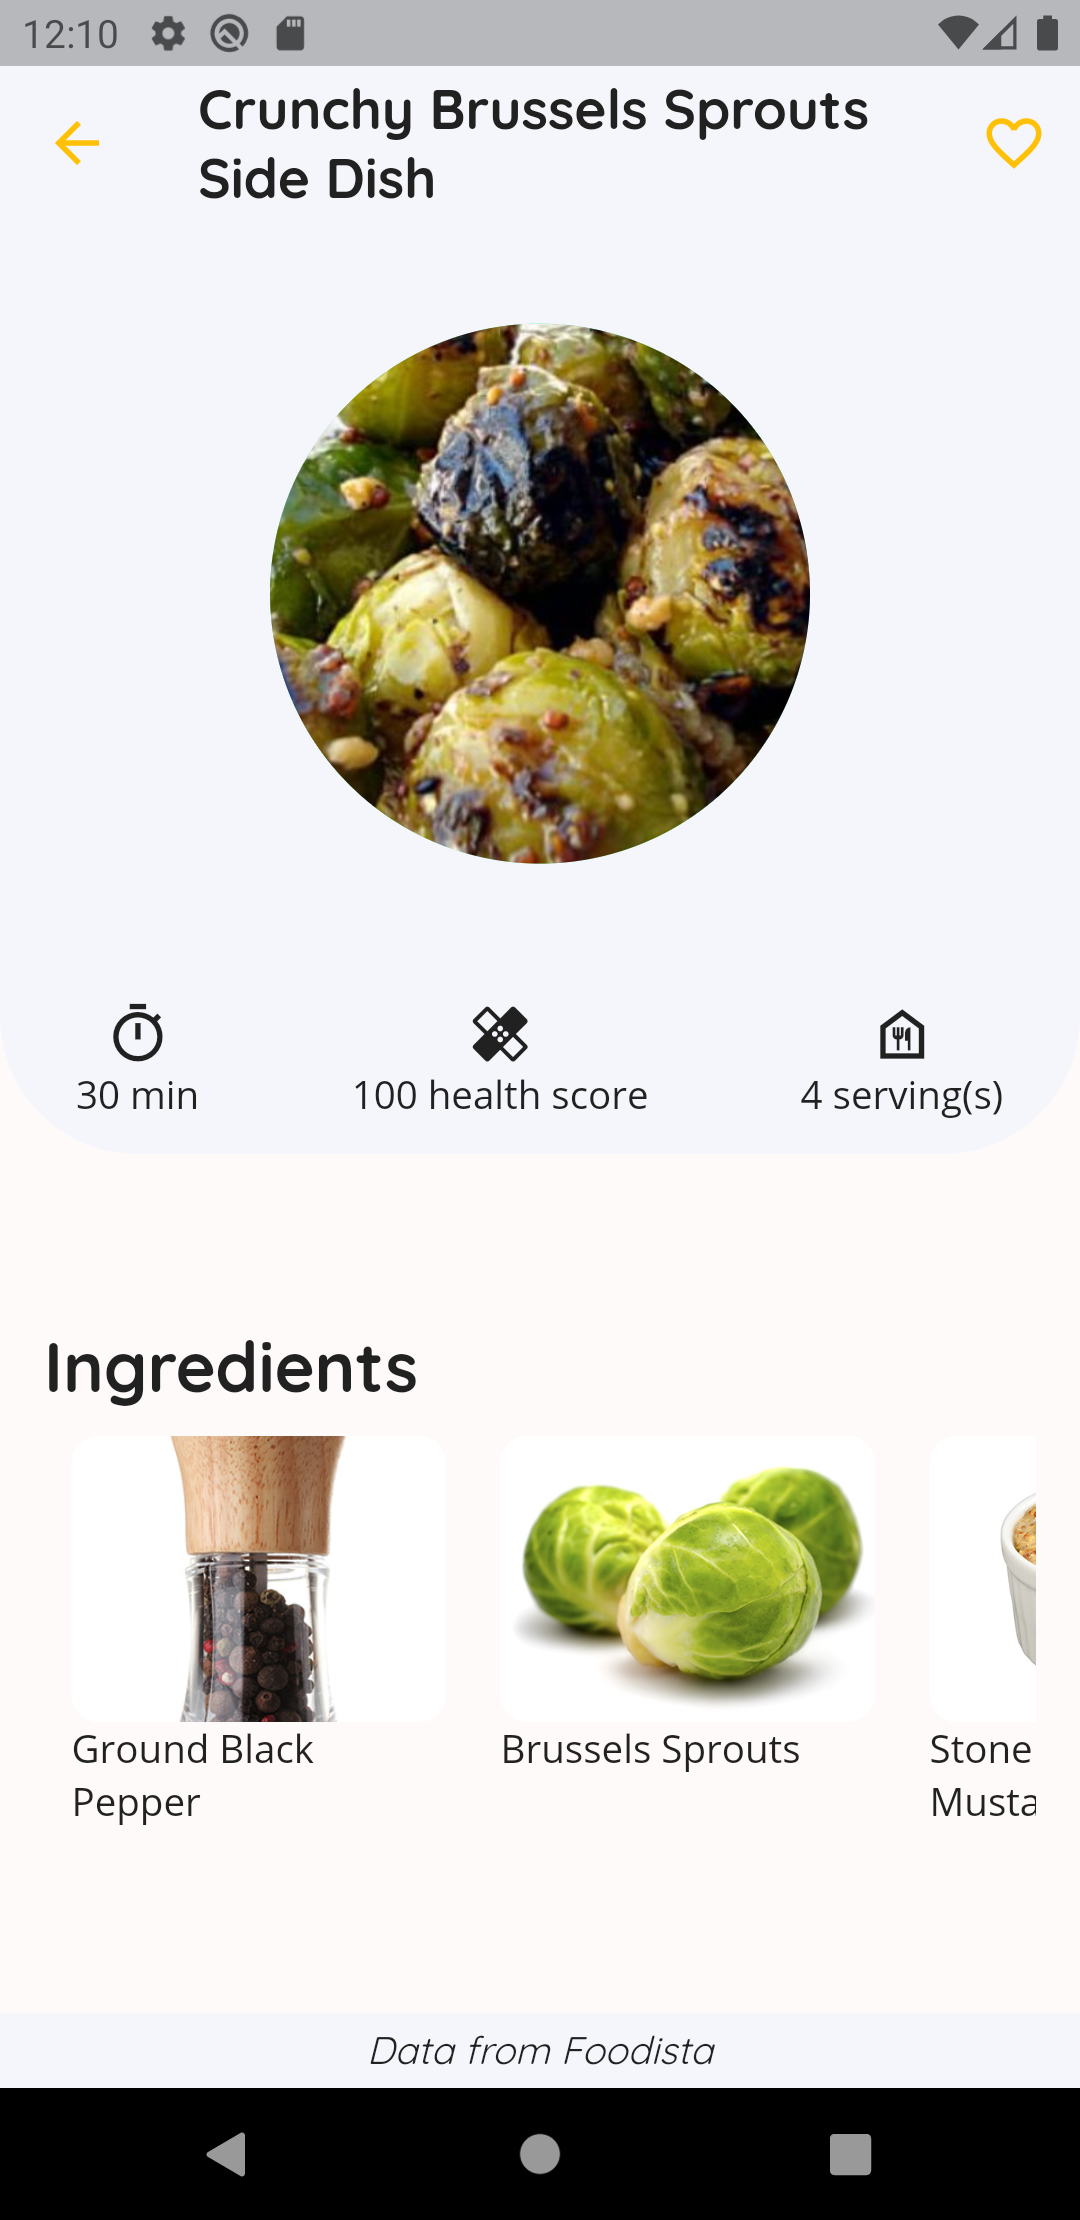 12:10
Crunchy Brussels Sprouts
Side Dish
30 min
100 health score
4 serving(s)
Ingredients
Ground Black
Pepper
Brussels Sprouts
Stone
Musta
Data from Foodista